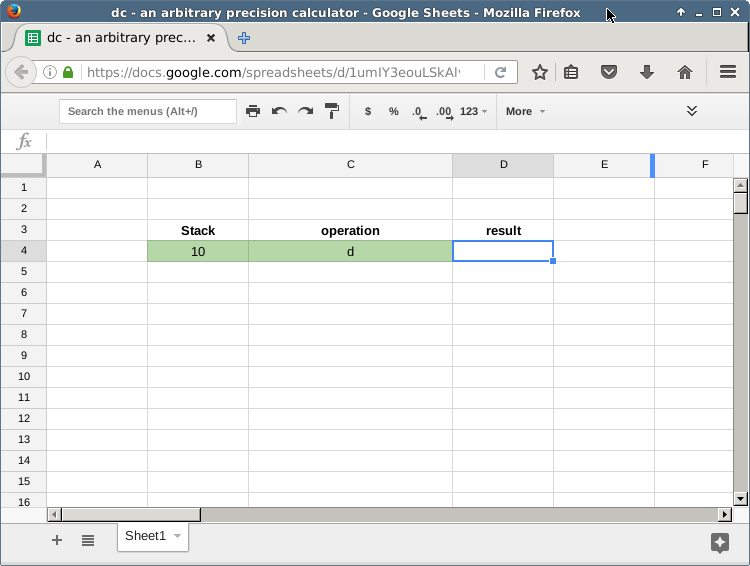 dc - an arbitrary precision calculator - Google Sheets - Mozilla Firefox
dc - an arbitrary prec...
https://docs.google.com/spreadsheets/d/1umIY3eouLSkAI
Search the menus (Alt+/)
$ % .0 .00 123 More
fx
A B C D E F
1
2
3 Stack operation result
4 10 d
5
6
7
8
9
10
11
12
13
14
15
16
Sheet1